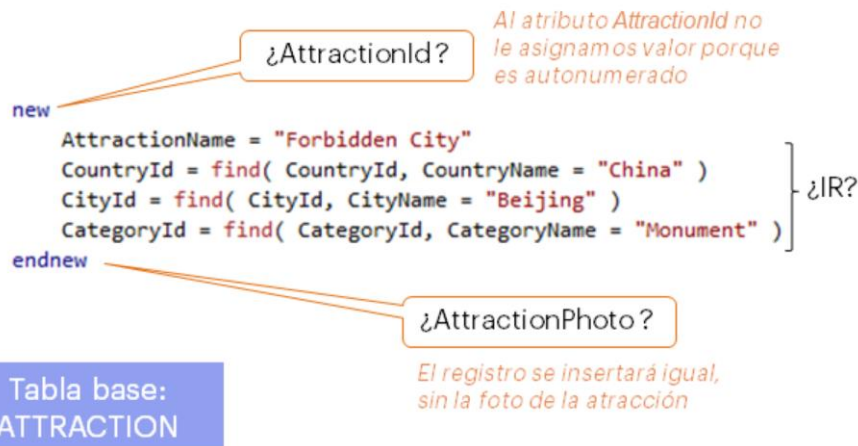 Al atributo AttractionId no
le asignamos valor porque
es autonumerado
¿AttractionId?
new
AttractionName = "Forbidden City"
CountryId = find( CountryId, CountryName = "China" )
CityId = find( CityId, CityName = "Beijing" )
CategoryId = find( CategoryId, CategoryName = "Monument" )
¿IR?
endnew
¿AttractionPhoto?
El registro se insertará igual,
sin la foto de la atracción
Tabla base:
ATTRACTION